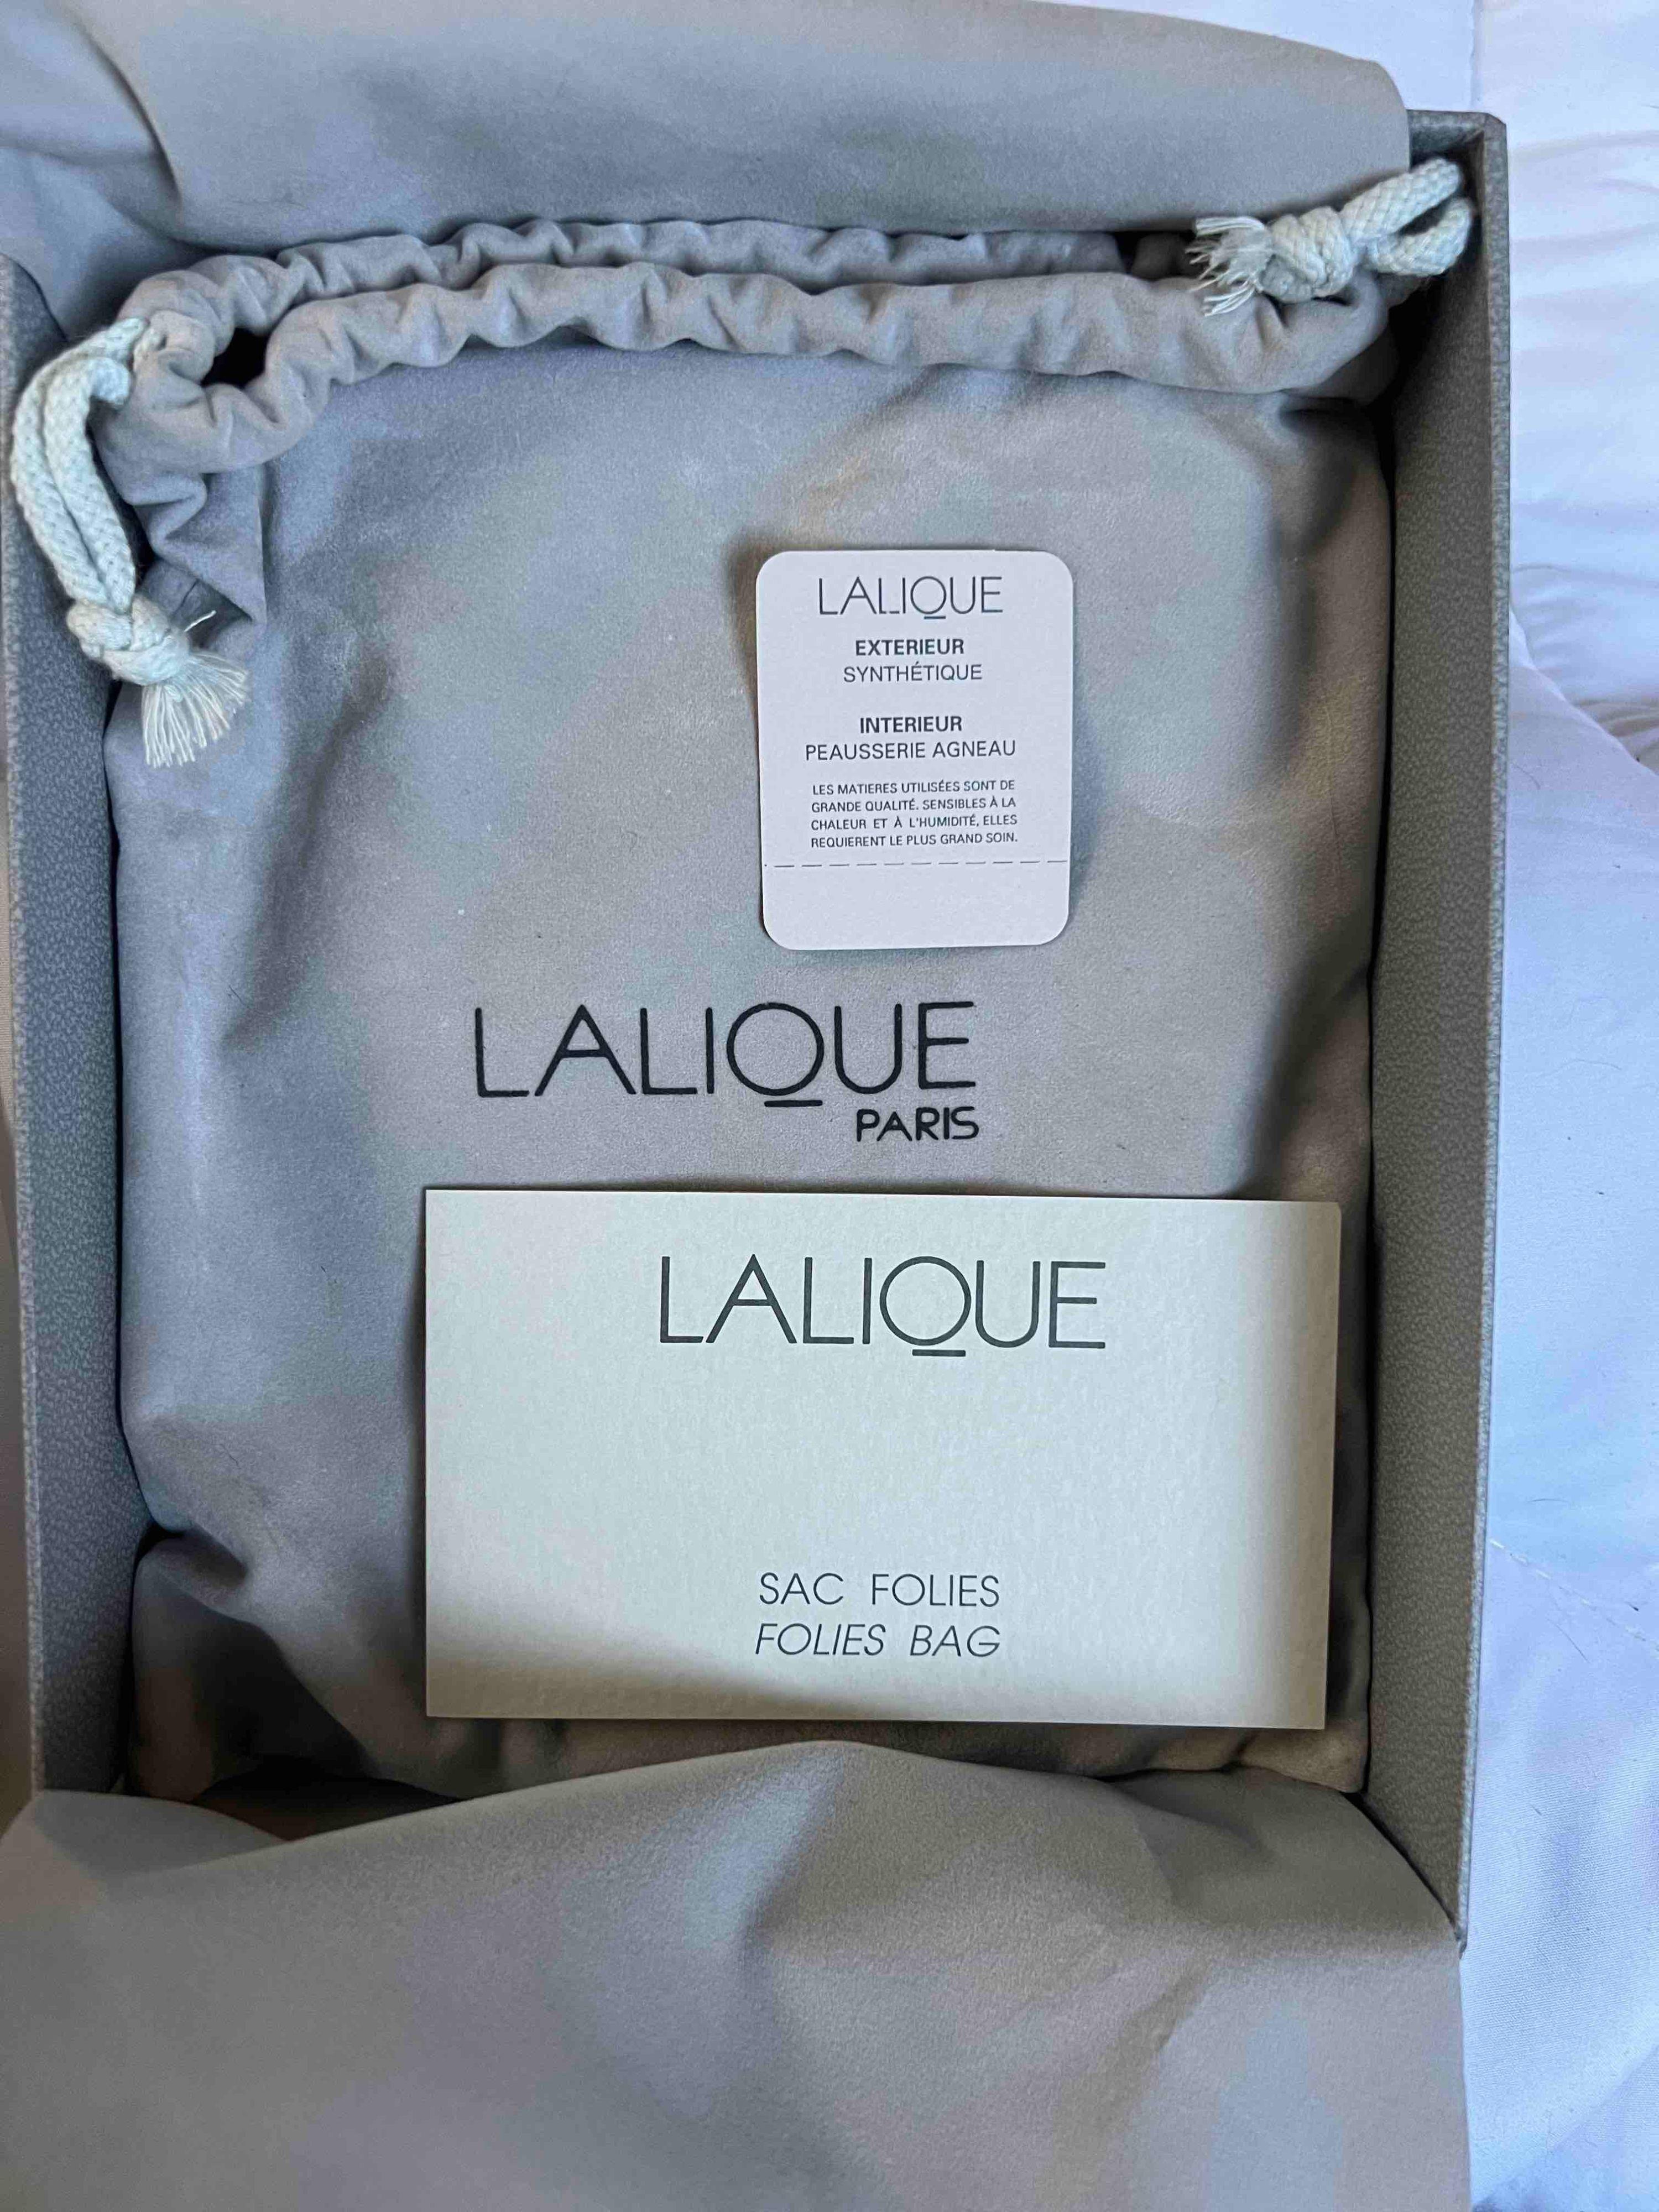 LALIQUE
EXTERIEUR
SYNTHÉTIQUE
INTERIEUR
PEAUSSERIE AGNEAU
LES MATIERES UTILISÉES SONT DE
GRANDE QUALITÉ. SENSIBLES À LA
CHALEUR ET À L'HUMIDITÉ, ELLES
REQUIERENT LE PLUS GRAND SOIN.
LALIQUE
PARIS
LALIQUE
SAC FOLIES
FOLIES BAG